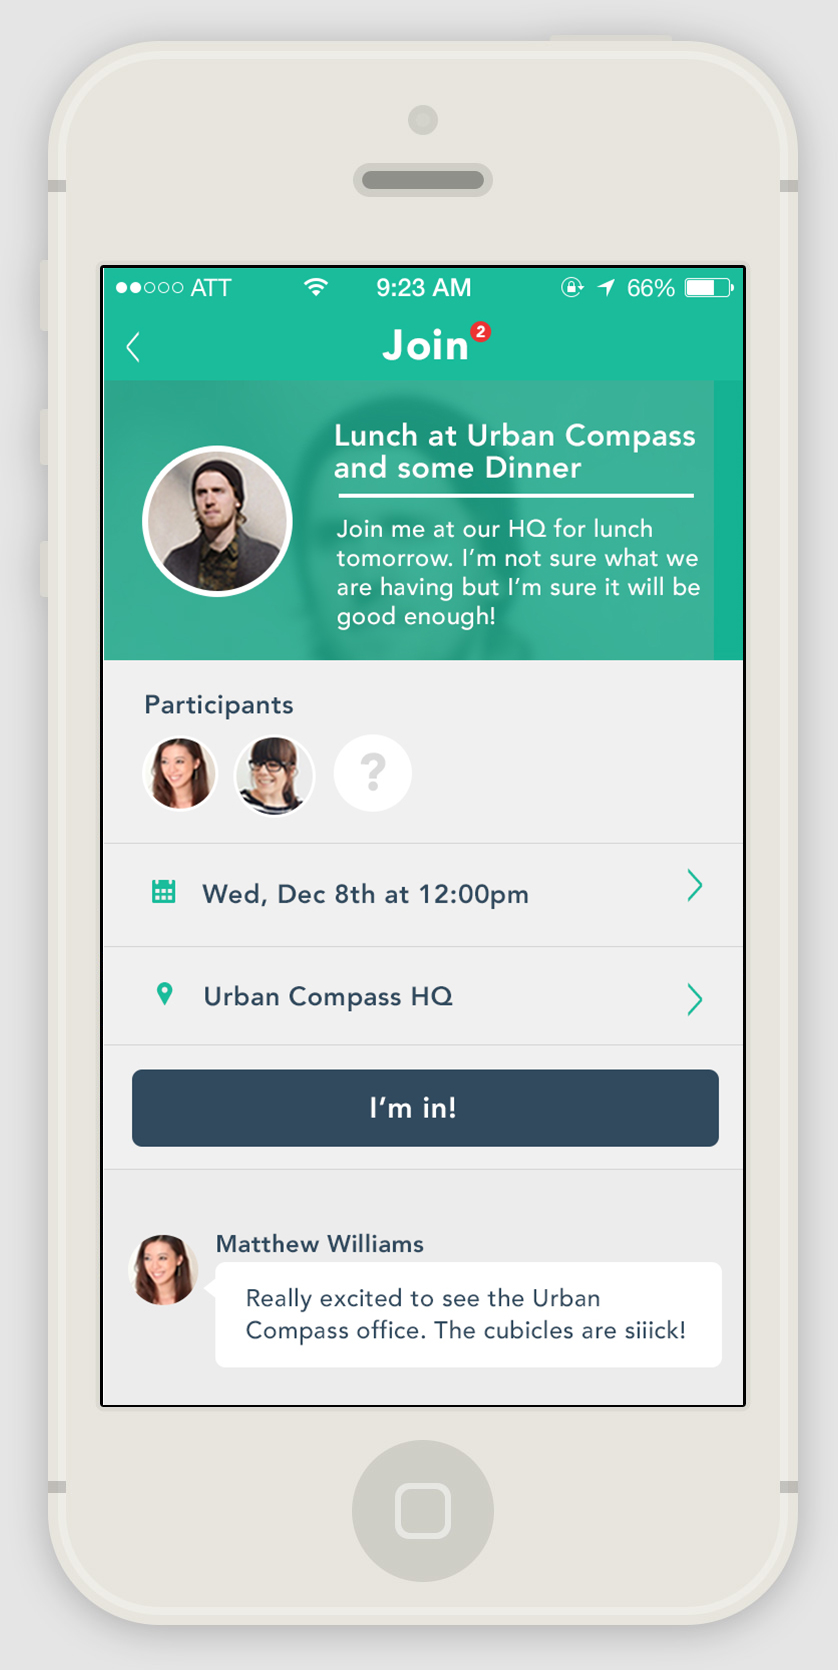 ATT 9:23 AM 66%
Join 2
Lunch at Urban Compass
and some Dinner
Join me at our HQ for lunch
tomorrow. I'm not sure what we
are having but I'm sure it will be
good enough!
Participants
?
Wed, Dec 8th at 12:00pm
Urban Compass HQ
I'm in!
Matthew Williams
Really excited to see the Urban
Compass office. The cubicles are siiick!